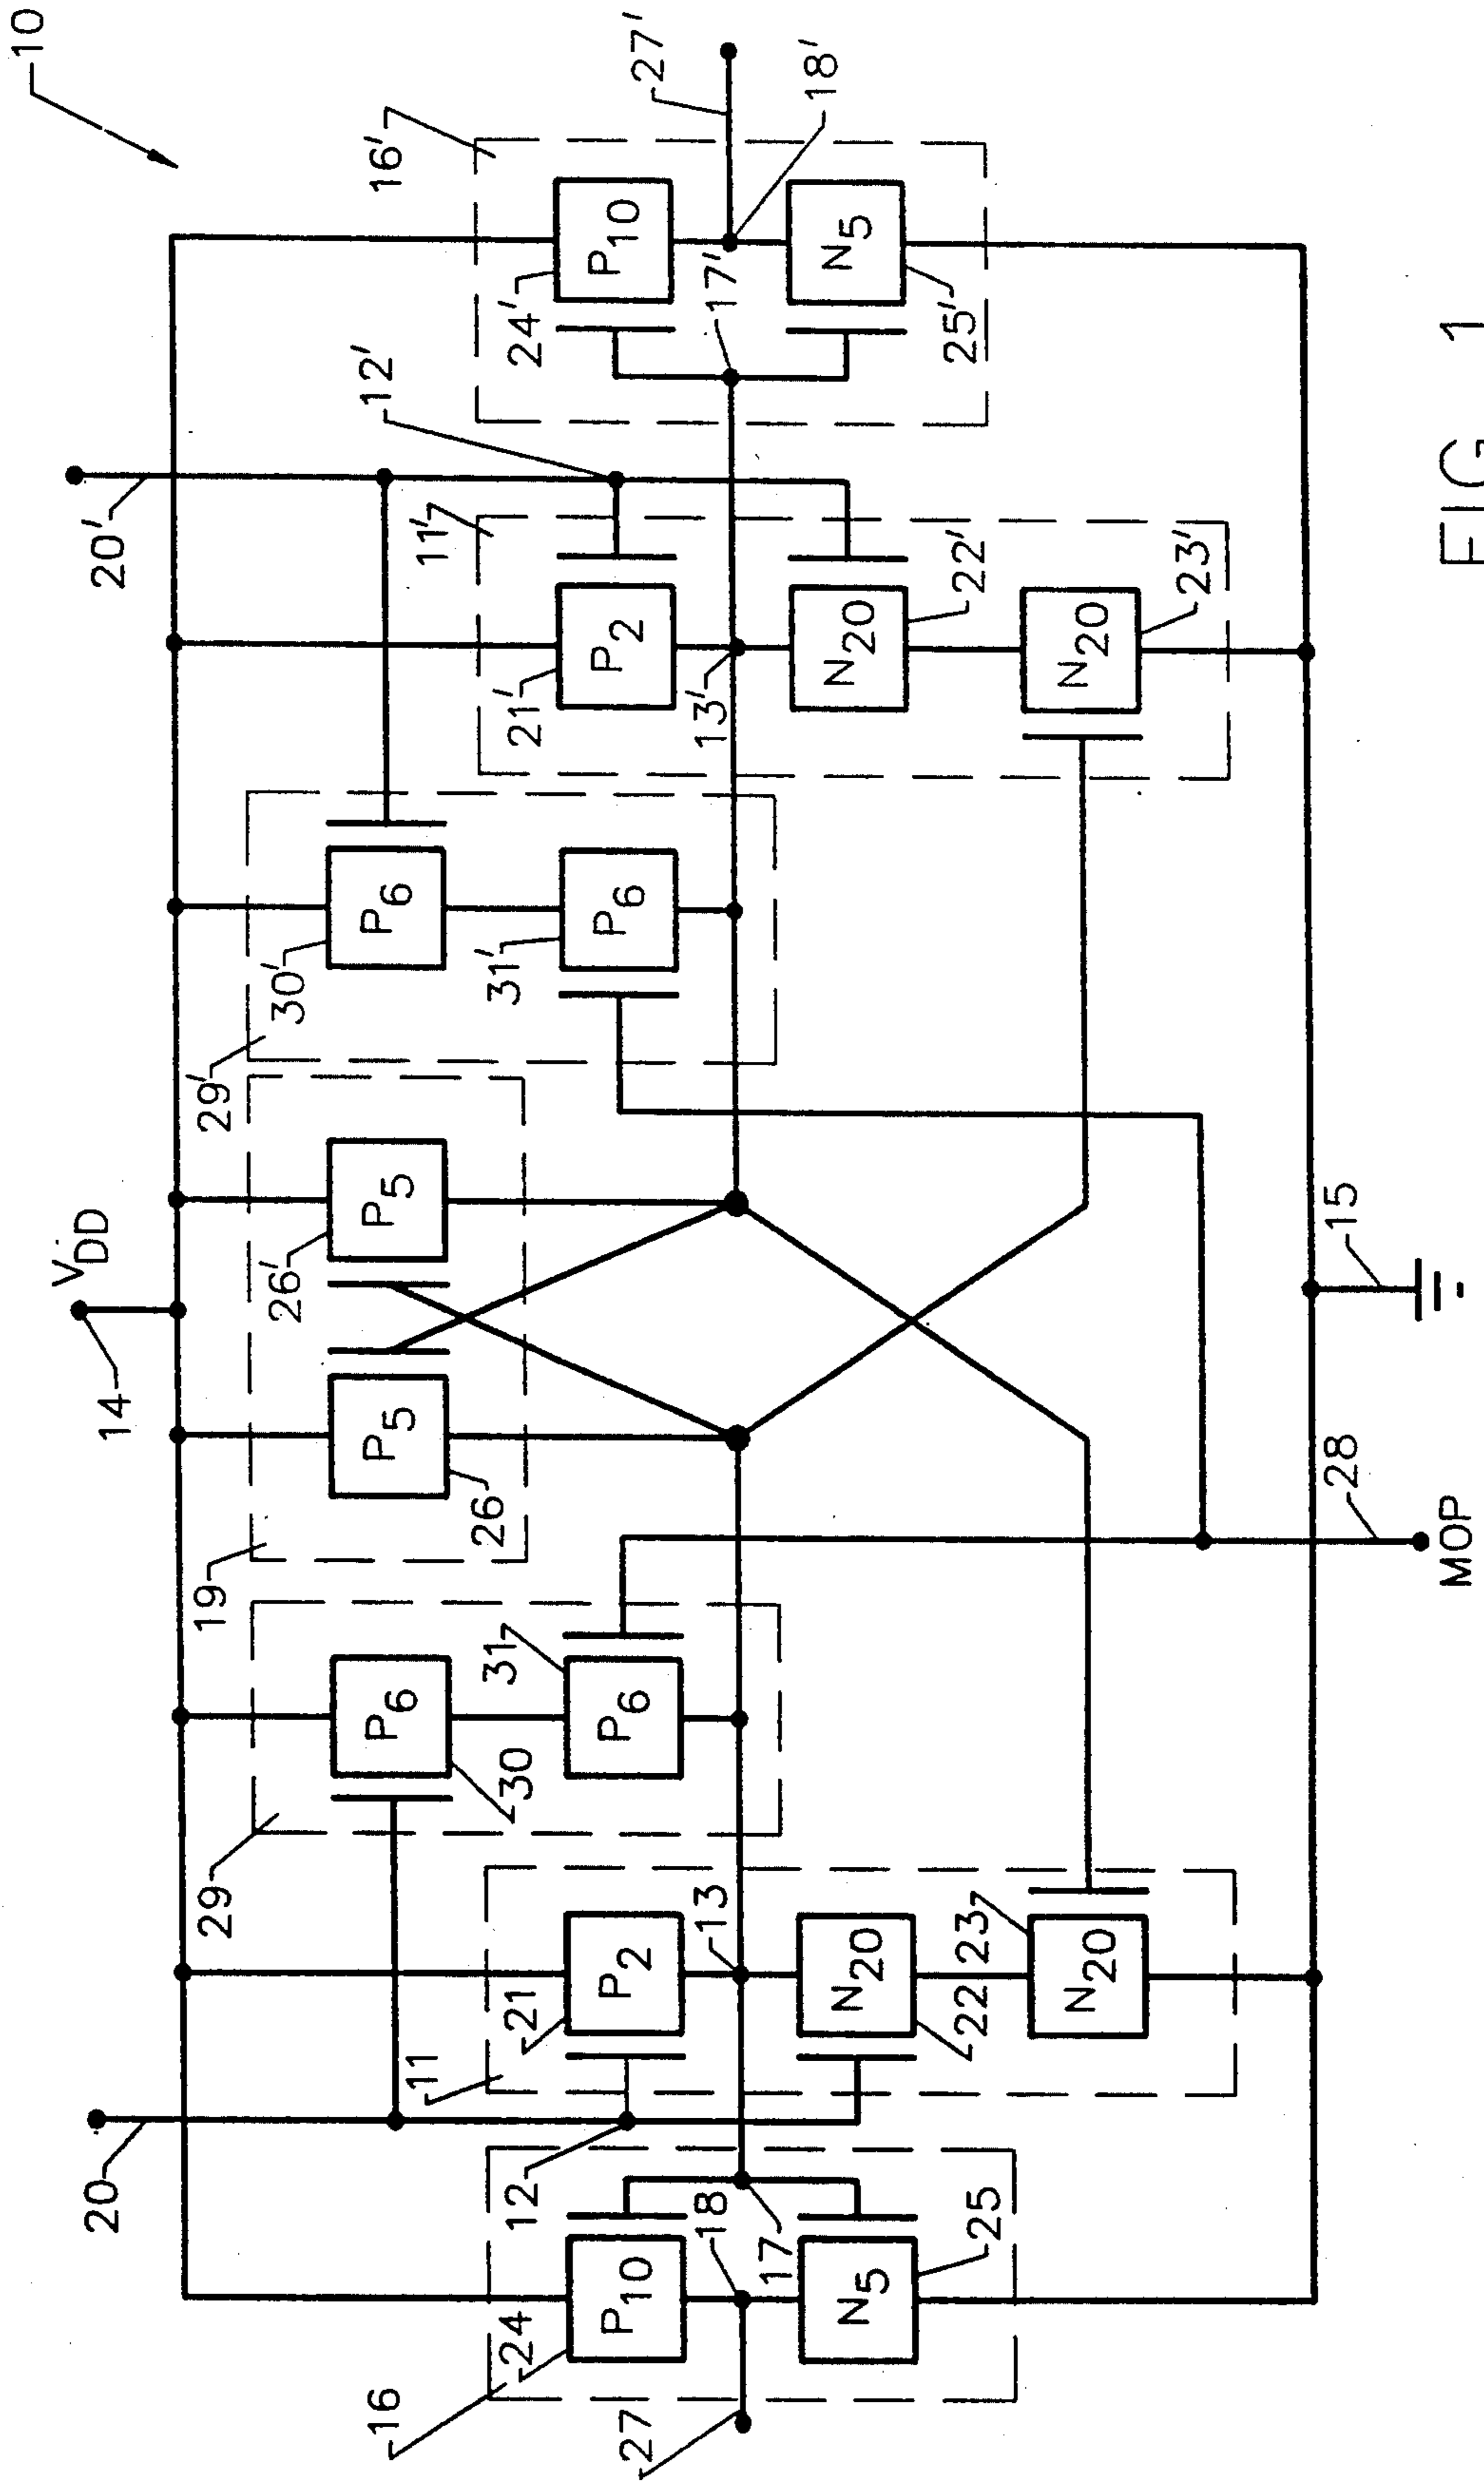 10
VDD
20 14 20'
29 19 29'
26' 30'
16 P6 P5 P5 P6 12' 16'
11 11'
31 26 31'
24 12 21 30 21' 24'
27 P10 P2 P6 P6 P2 P10 27'
18 13 13' 17'
17 18'
N5 N20 N20 N5
25 22 23 22' 25'
N20 N20 23'
28 15
MOP
FIG. 1